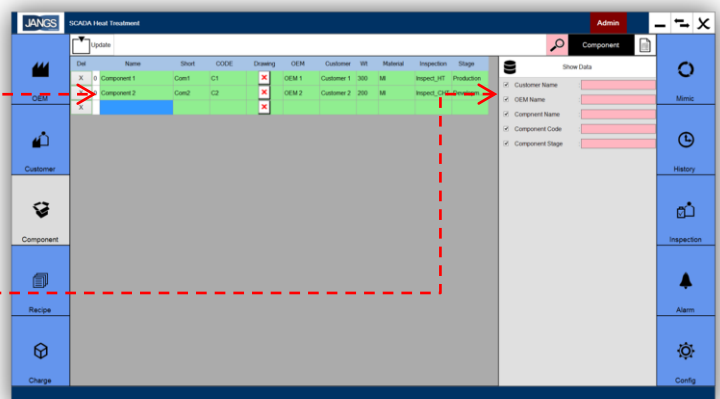 JANGS SCADA Heat Treatment Admin
Update Component
Del Name Short CODE Drawing OEM Customer Wt Material Inspection Stage
X 0 Component 1 Com1 C1 OEM 1 Customer 1 300 MI Inspect_HT Production
X Component 2 Com2 C2 OEM 2 Customer 2 200 MI Inspect_CHT
X
Show Data
Customer Name
OEM Name
Compnent Name
Component Code
Component Stage
OEM
Customer
Component
Recipe
Charge
Mimic
History
Inspection
Alarm
Config